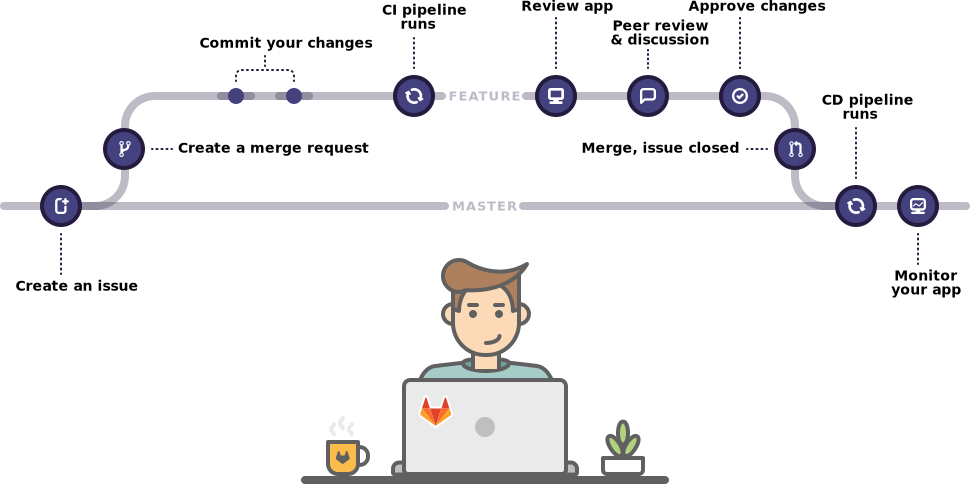 CI pipeline
runs
Review app
Approve changes
Peer review
& discussion
Commit your changes
FEATURE
CD pipeline
runs
Create a merge request
Merge, issue closed
MASTER
Create an issue
Monitor
your app